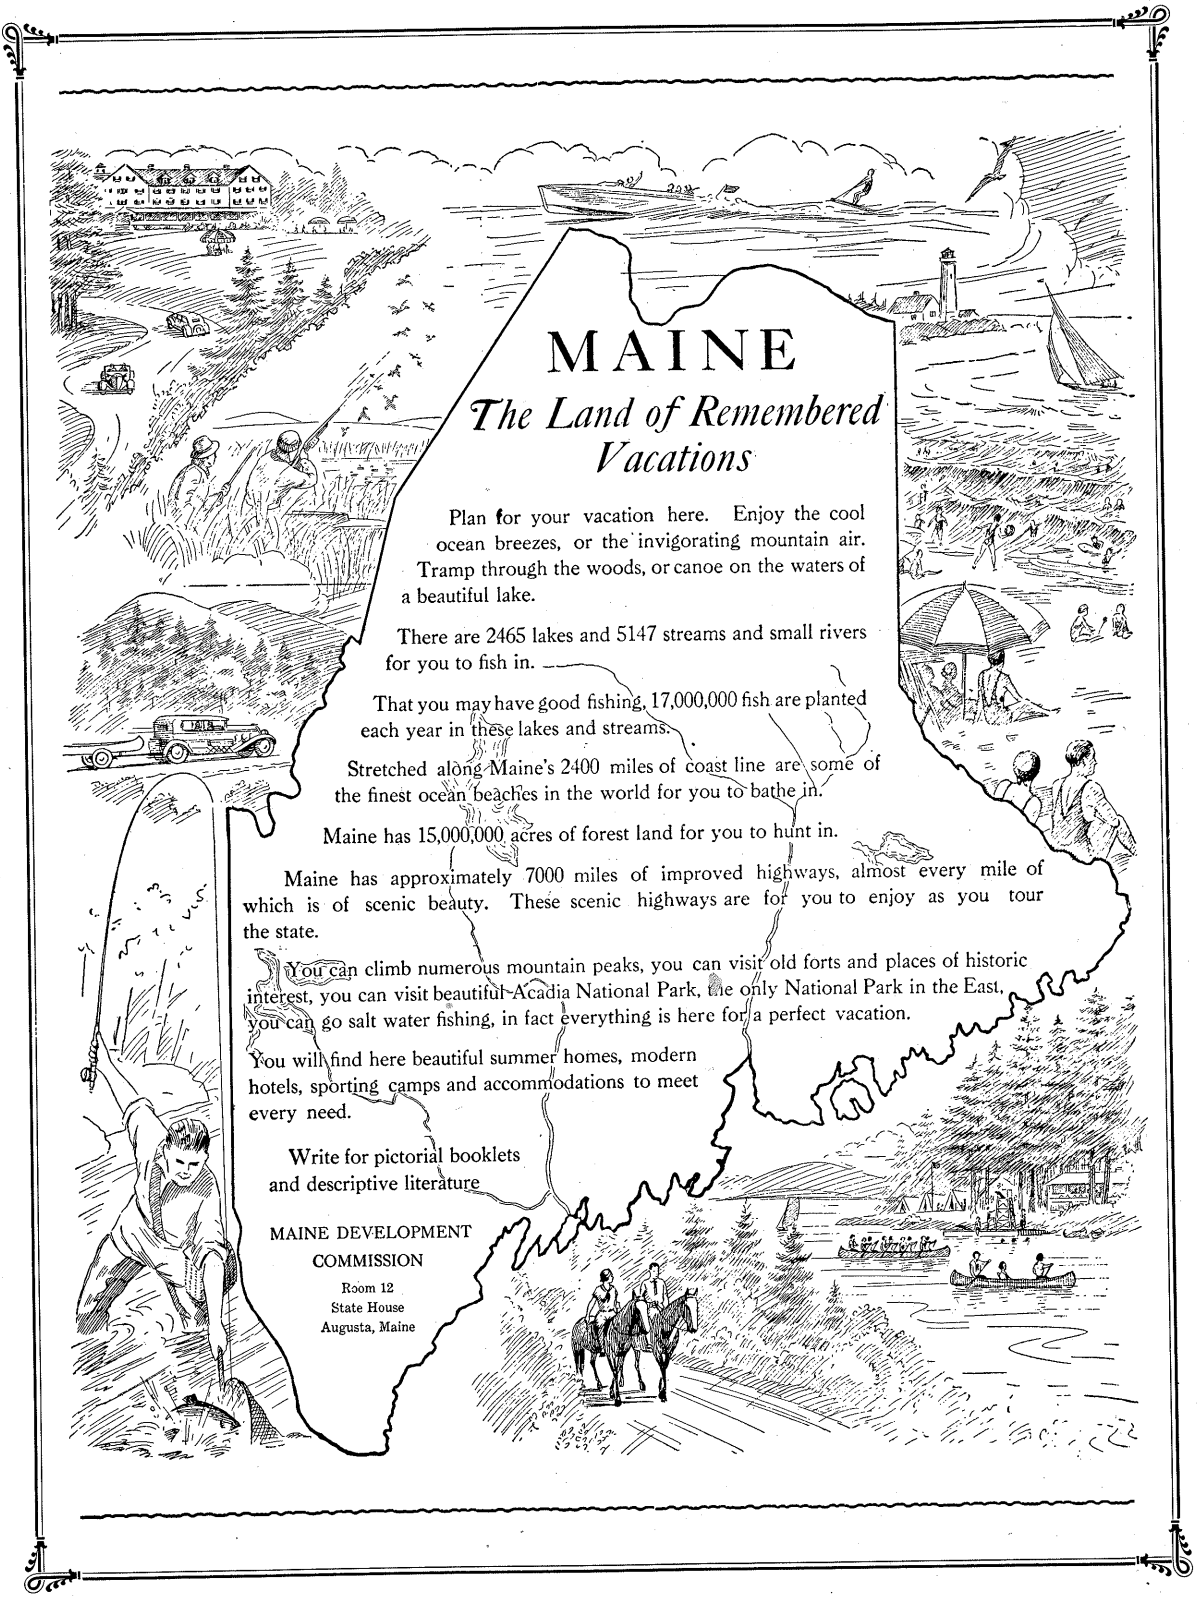 MAINE
The Land of Remembered
Vacations
Plan for your vacation here. Enjoy the cool
ocean breezes, or the invigorating mountain air.
Tramp through the woods, or canoe on the waters of
a beautiful lake.
There are 2465 lakes and 5147 streams and small rivers
for you to fish in.
That you may have good fishing, 17,000,000 fish are planted
each year in these lakes and streams.
Stretched along Maine's 2400 miles of coast line are some of
the finest ocean beaches in the world for you to bathe in.
Maine has 15,000,000 acres of forest land for you to hunt in.
Maine has approximately 7000 miles of improved highways, almost every mile of
which is of scenic beauty. These scenic highways are for you to enjoy as you tour
the state.
You can climb numerous mountain peaks, you can visit old forts and places of historic
interest, you can visit beautiful Acadia National Park, the only National Park in the East,
you can go salt water fishing, in fact everything is here for a perfect vacation.
You will find here beautiful summer homes, modern
hotels, sporting camps and accommodations to meet
every need.
Write for pictorial booklets
and descriptive literature
MAINE DEVELOPMENT
COMMISSION
Room 12
State House
Augusta, Maine